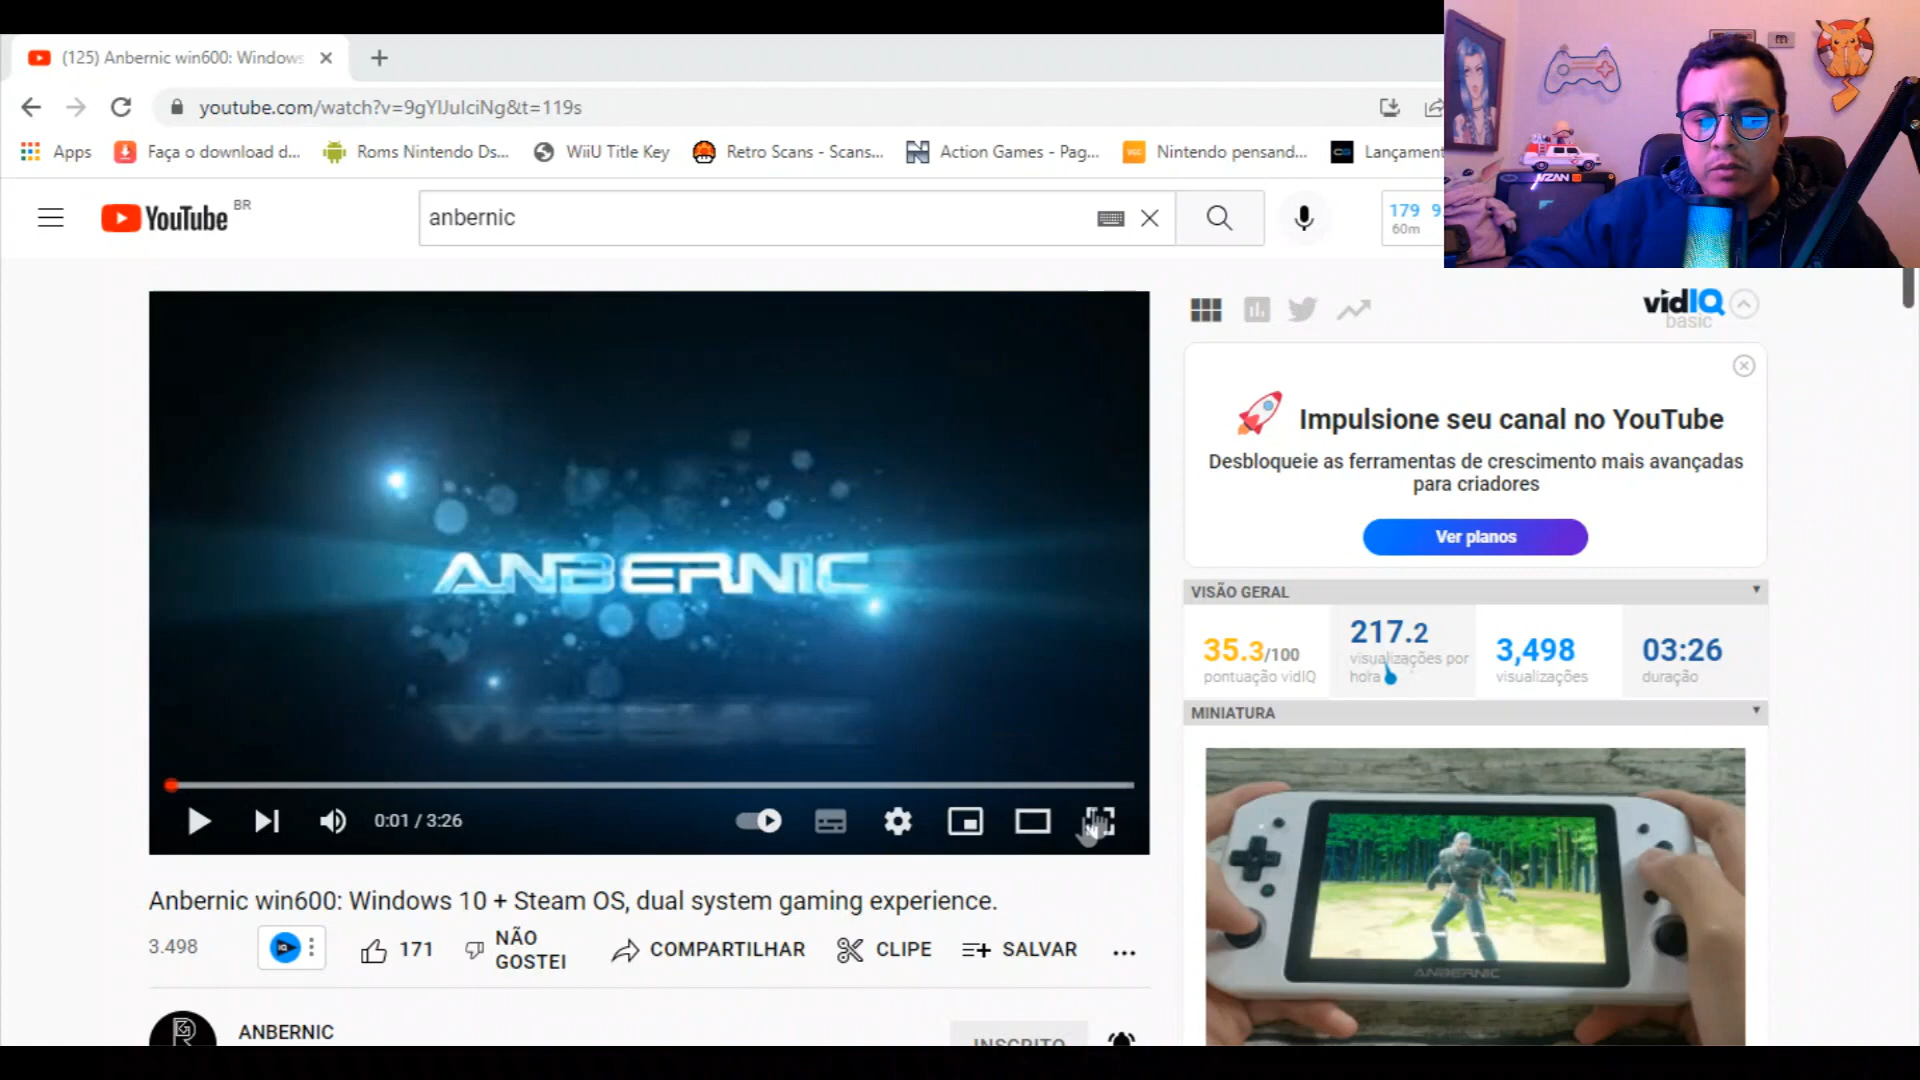 (125) Anbernic win600: Windows
youtube.com/watch?v=9gYlJulciNg&t=119s
Apps
Faça o download d...
Roms Nintendo Ds...
WiiU Title Key
Retro Scans - Scans...
Action Games - Pag...
Nintendo pensand...
Lançament
YouTube BR
anbernic
179 9
60m
vidIQ
basic
Impulsione seu canal no YouTube
Desbloqueie as ferramentas de crescimento mais avançadas
para criadores
Ver planos
ANBERNIC
VISÃO GERAL
35.3/100
pontuação vidIQ
217.2
visualizações por
hora
3,498
visualizações
03:26
duração
MINIATURA
ANBERNIC
0:01 / 3:26
Anbernic win600: Windows 10 + Steam OS, dual system gaming experience.
3.498
171
NÃO
GOSTEI
COMPARTILHAR
CLIPE
SALVAR
ANBERNIC
INSCRITO